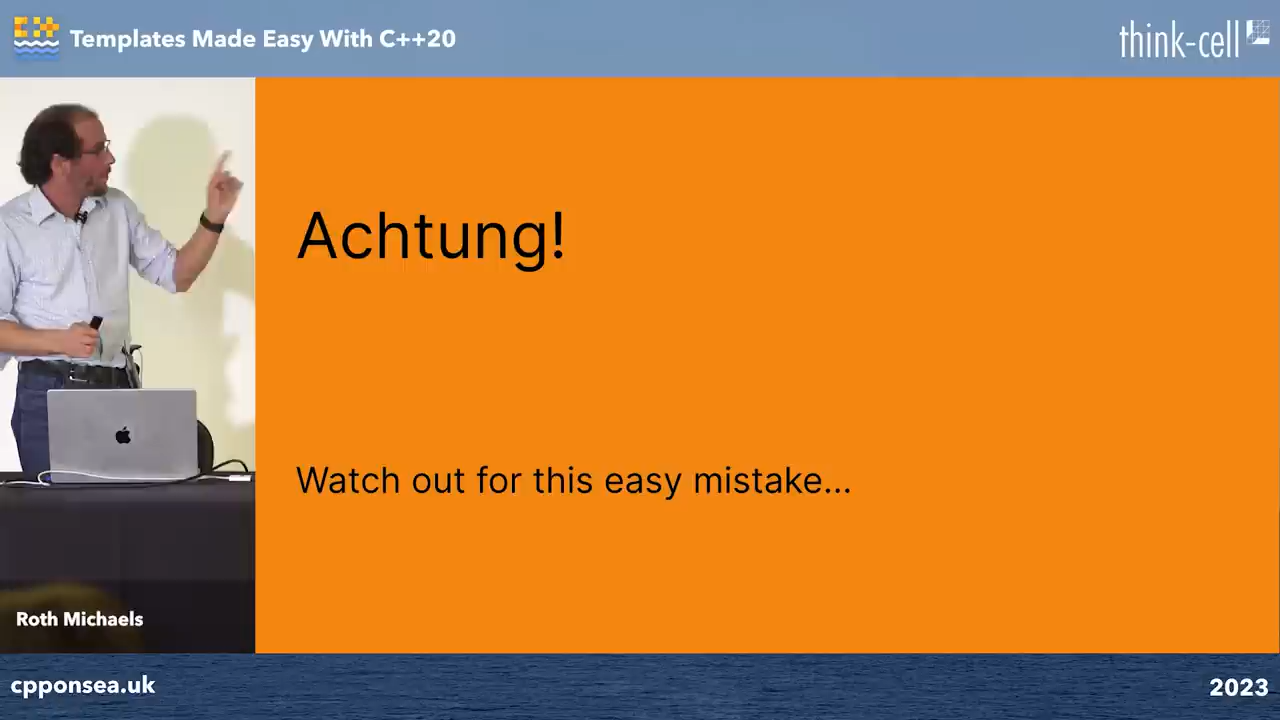 C++
Templates Made Easy With C++20
think-cell
Achtung!
Watch out for this easy mistake...
Roth Michaels
cpponsea.uk
2023